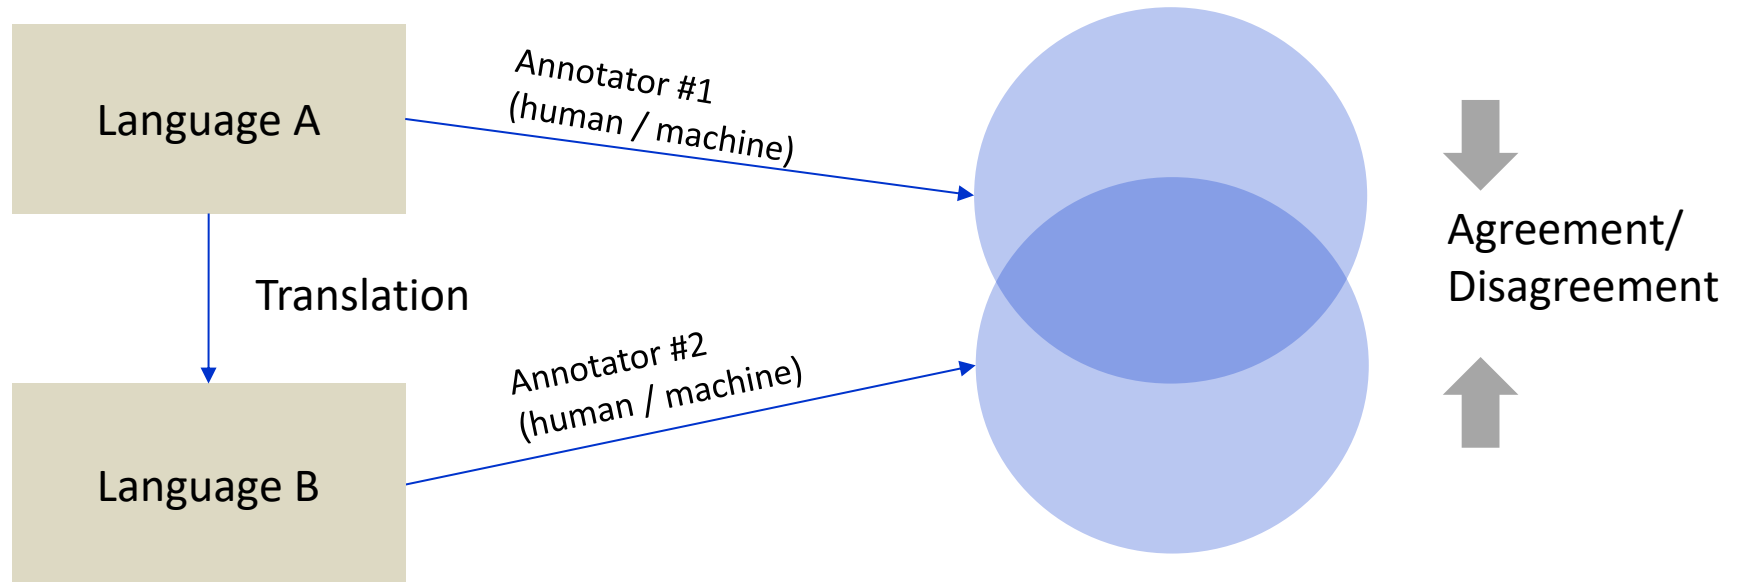 Language A
Annotator #1
(human / machine)
Translation
Agreement/
Disagreement
Annotator #2
(human / machine)
Language B